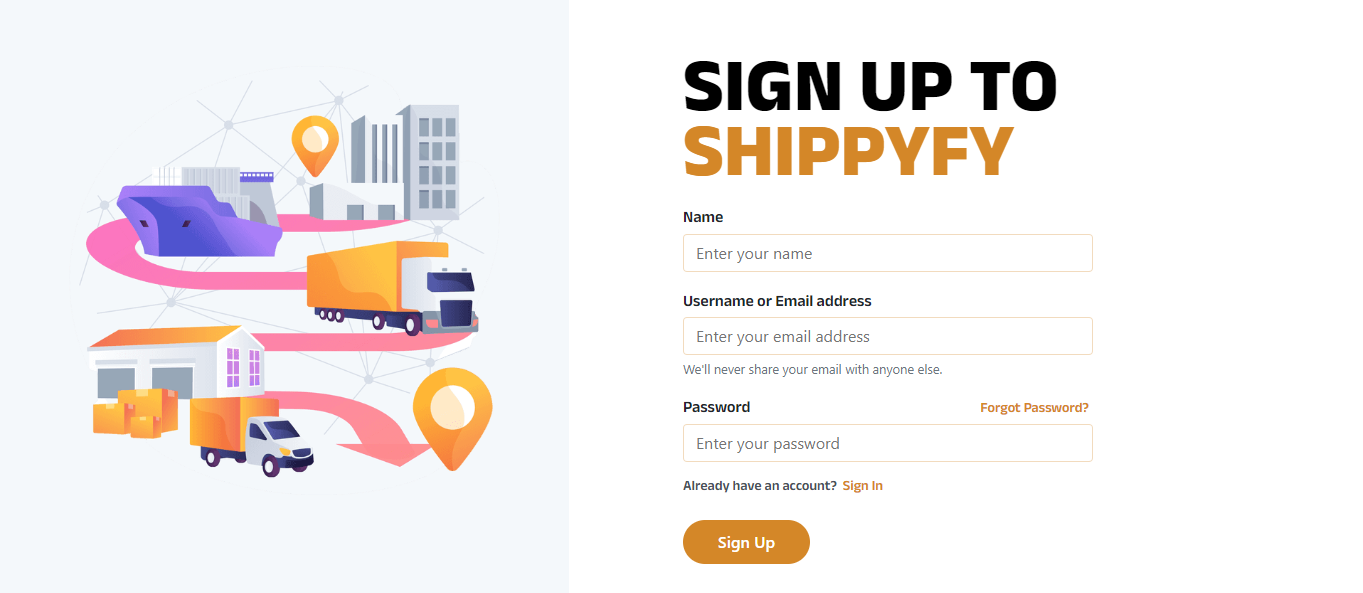 SIGN UP TO
SHIPPYFY
Name
Enter your name
Username or Email address
Enter your email address
We'll never share your email with anyone else.
Password Forgot Password?
Enter your password
Already have an account? Sign In
Sign Up